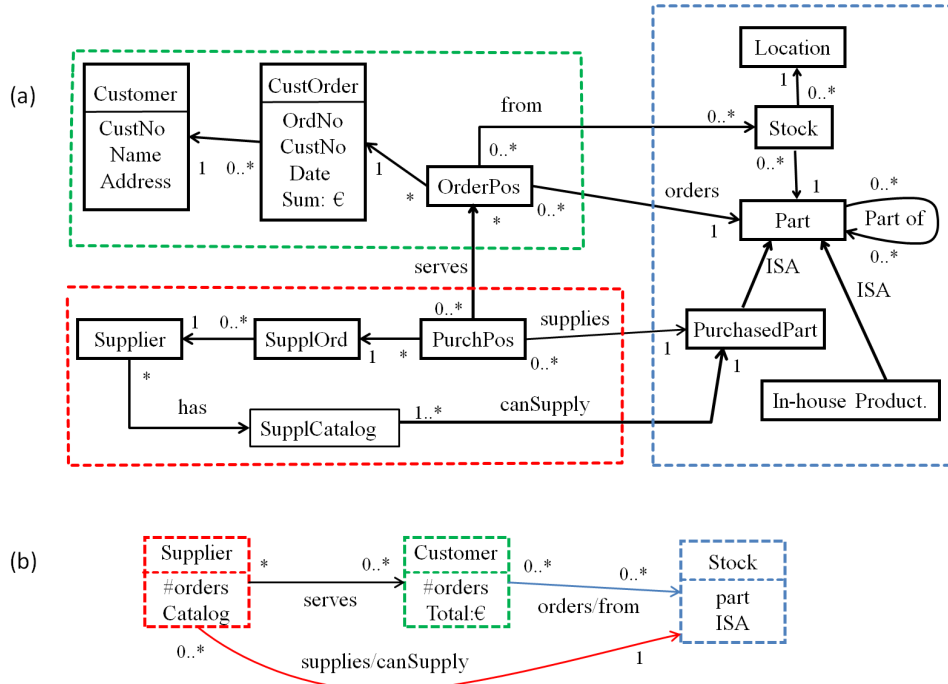 (a)
Customer
CustNo
Name
Address
1
0..*
CustOrder
OrdNo
CustNo
Date
Sum: €
1
*
OrderPos
0..*
from
0..*
*
0..*
orders
1
Location
1
0..*
Stock
0..*
1
Part
0..*
Part of
0..*
serves
0..*
ISA
ISA
Supplier
1
0..*
SupplOrd
1
*
PurchPos
supplies
0..*
1
PurchasedPart
1
In-house Product.
*
has
SupplCatalog
1..*
canSupply
(b)
Supplier
#orders
Catalog
*
0..*
serves
Customer
#orders
Total:€
0..*
0..*
orders/from
Stock
part
ISA
0..*
supplies/canSupply
1